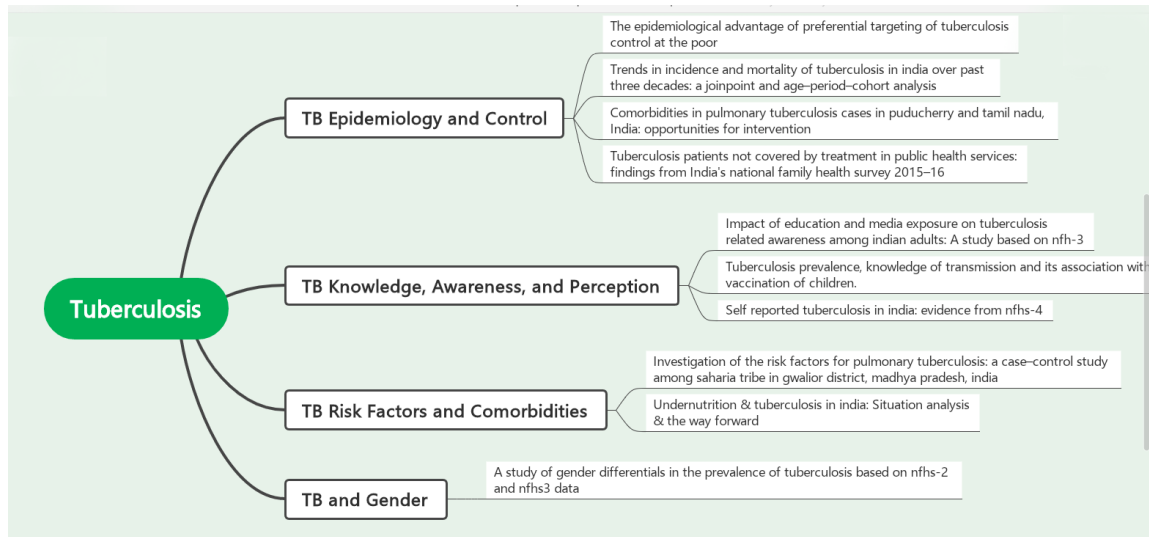 The epidemiological advantage of preferential targeting of tuberculosis
control at the poor
Trends in incidence and mortality of tuberculosis in india over past
three decades: a joinpoint and age–period–cohort analysis
TB Epidemiology and Control
Comorbidities in pulmonary tuberculosis cases in puducherry and tamil nadu,
India: opportunities for intervention
Tuberculosis patients not covered by treatment in public health services:
findings from India's national family health survey 2015–16
Impact of education and media exposure on tuberculosis
related awareness among indian adults: A study based on nfh-3
TB Knowledge, Awareness, and Perception
Tuberculosis prevalence, knowledge of transmission and its association with
vaccination of children.
Self reported tuberculosis in india: evidence from nfhs-4
Tuberculosis
Investigation of the risk factors for pulmonary tuberculosis: a case–control study
among saharia tribe in gwalior district, madhya pradesh, india
TB Risk Factors and Comorbidities
Undernutrition & tuberculosis in india: Situation analysis
& the way forward
A study of gender differentials in the prevalence of tuberculosis based on nfhs-2
and nfhs3 data
TB and Gender